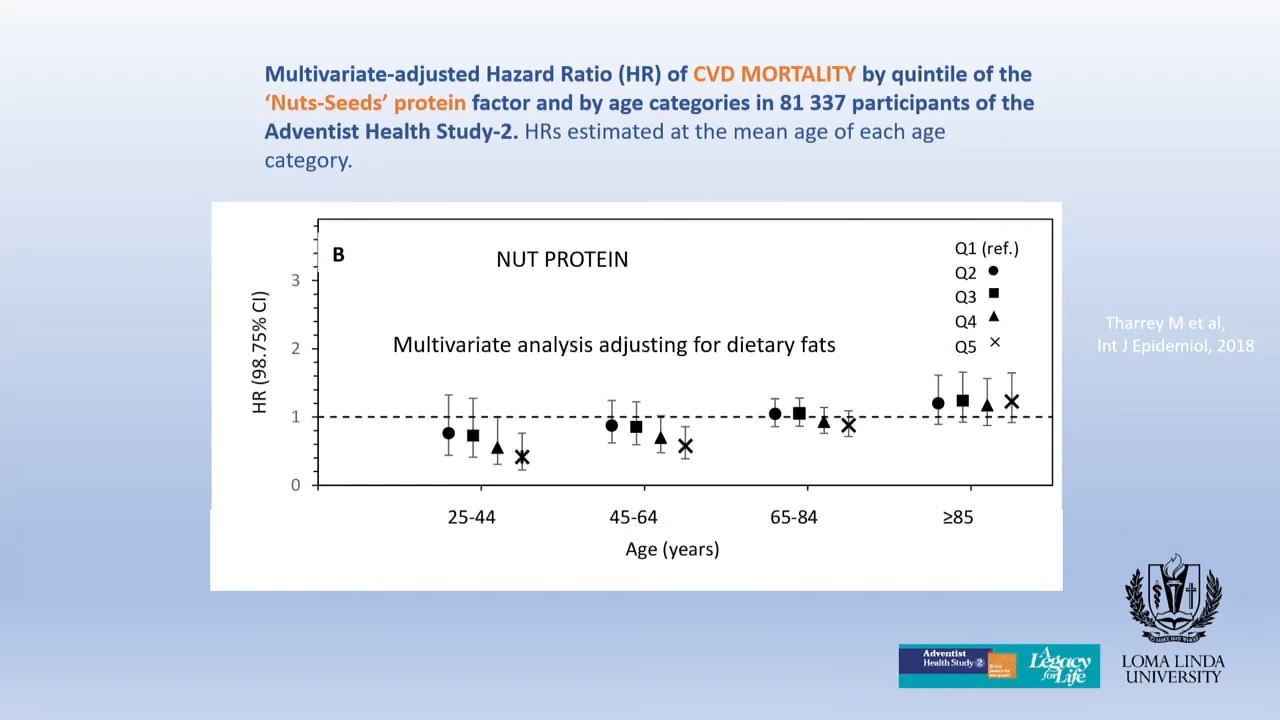 Multivariate-adjusted Hazard Ratio (HR) of CVD MORTALITY by quintile of the
‘Nuts-Seeds’ protein factor and by age categories in 81 337 participants of the
Adventist Health Study-2. HRs estimated at the mean age of each age
category.
B
NUT PROTEIN
Q1 (ref.)
Q2
Q3
Q4
Q5
Multivariate analysis adjusting for dietary fats
HR (98.75% CI)
3
2
1
0
25-44
45-64
65-84
≥85
Age (years)
Tharrey M et al,
Int J Epidemiol, 2018
Adventist
Health Study 2
A
Legacy
for Life
LOMA LINDA
UNIVERSITY